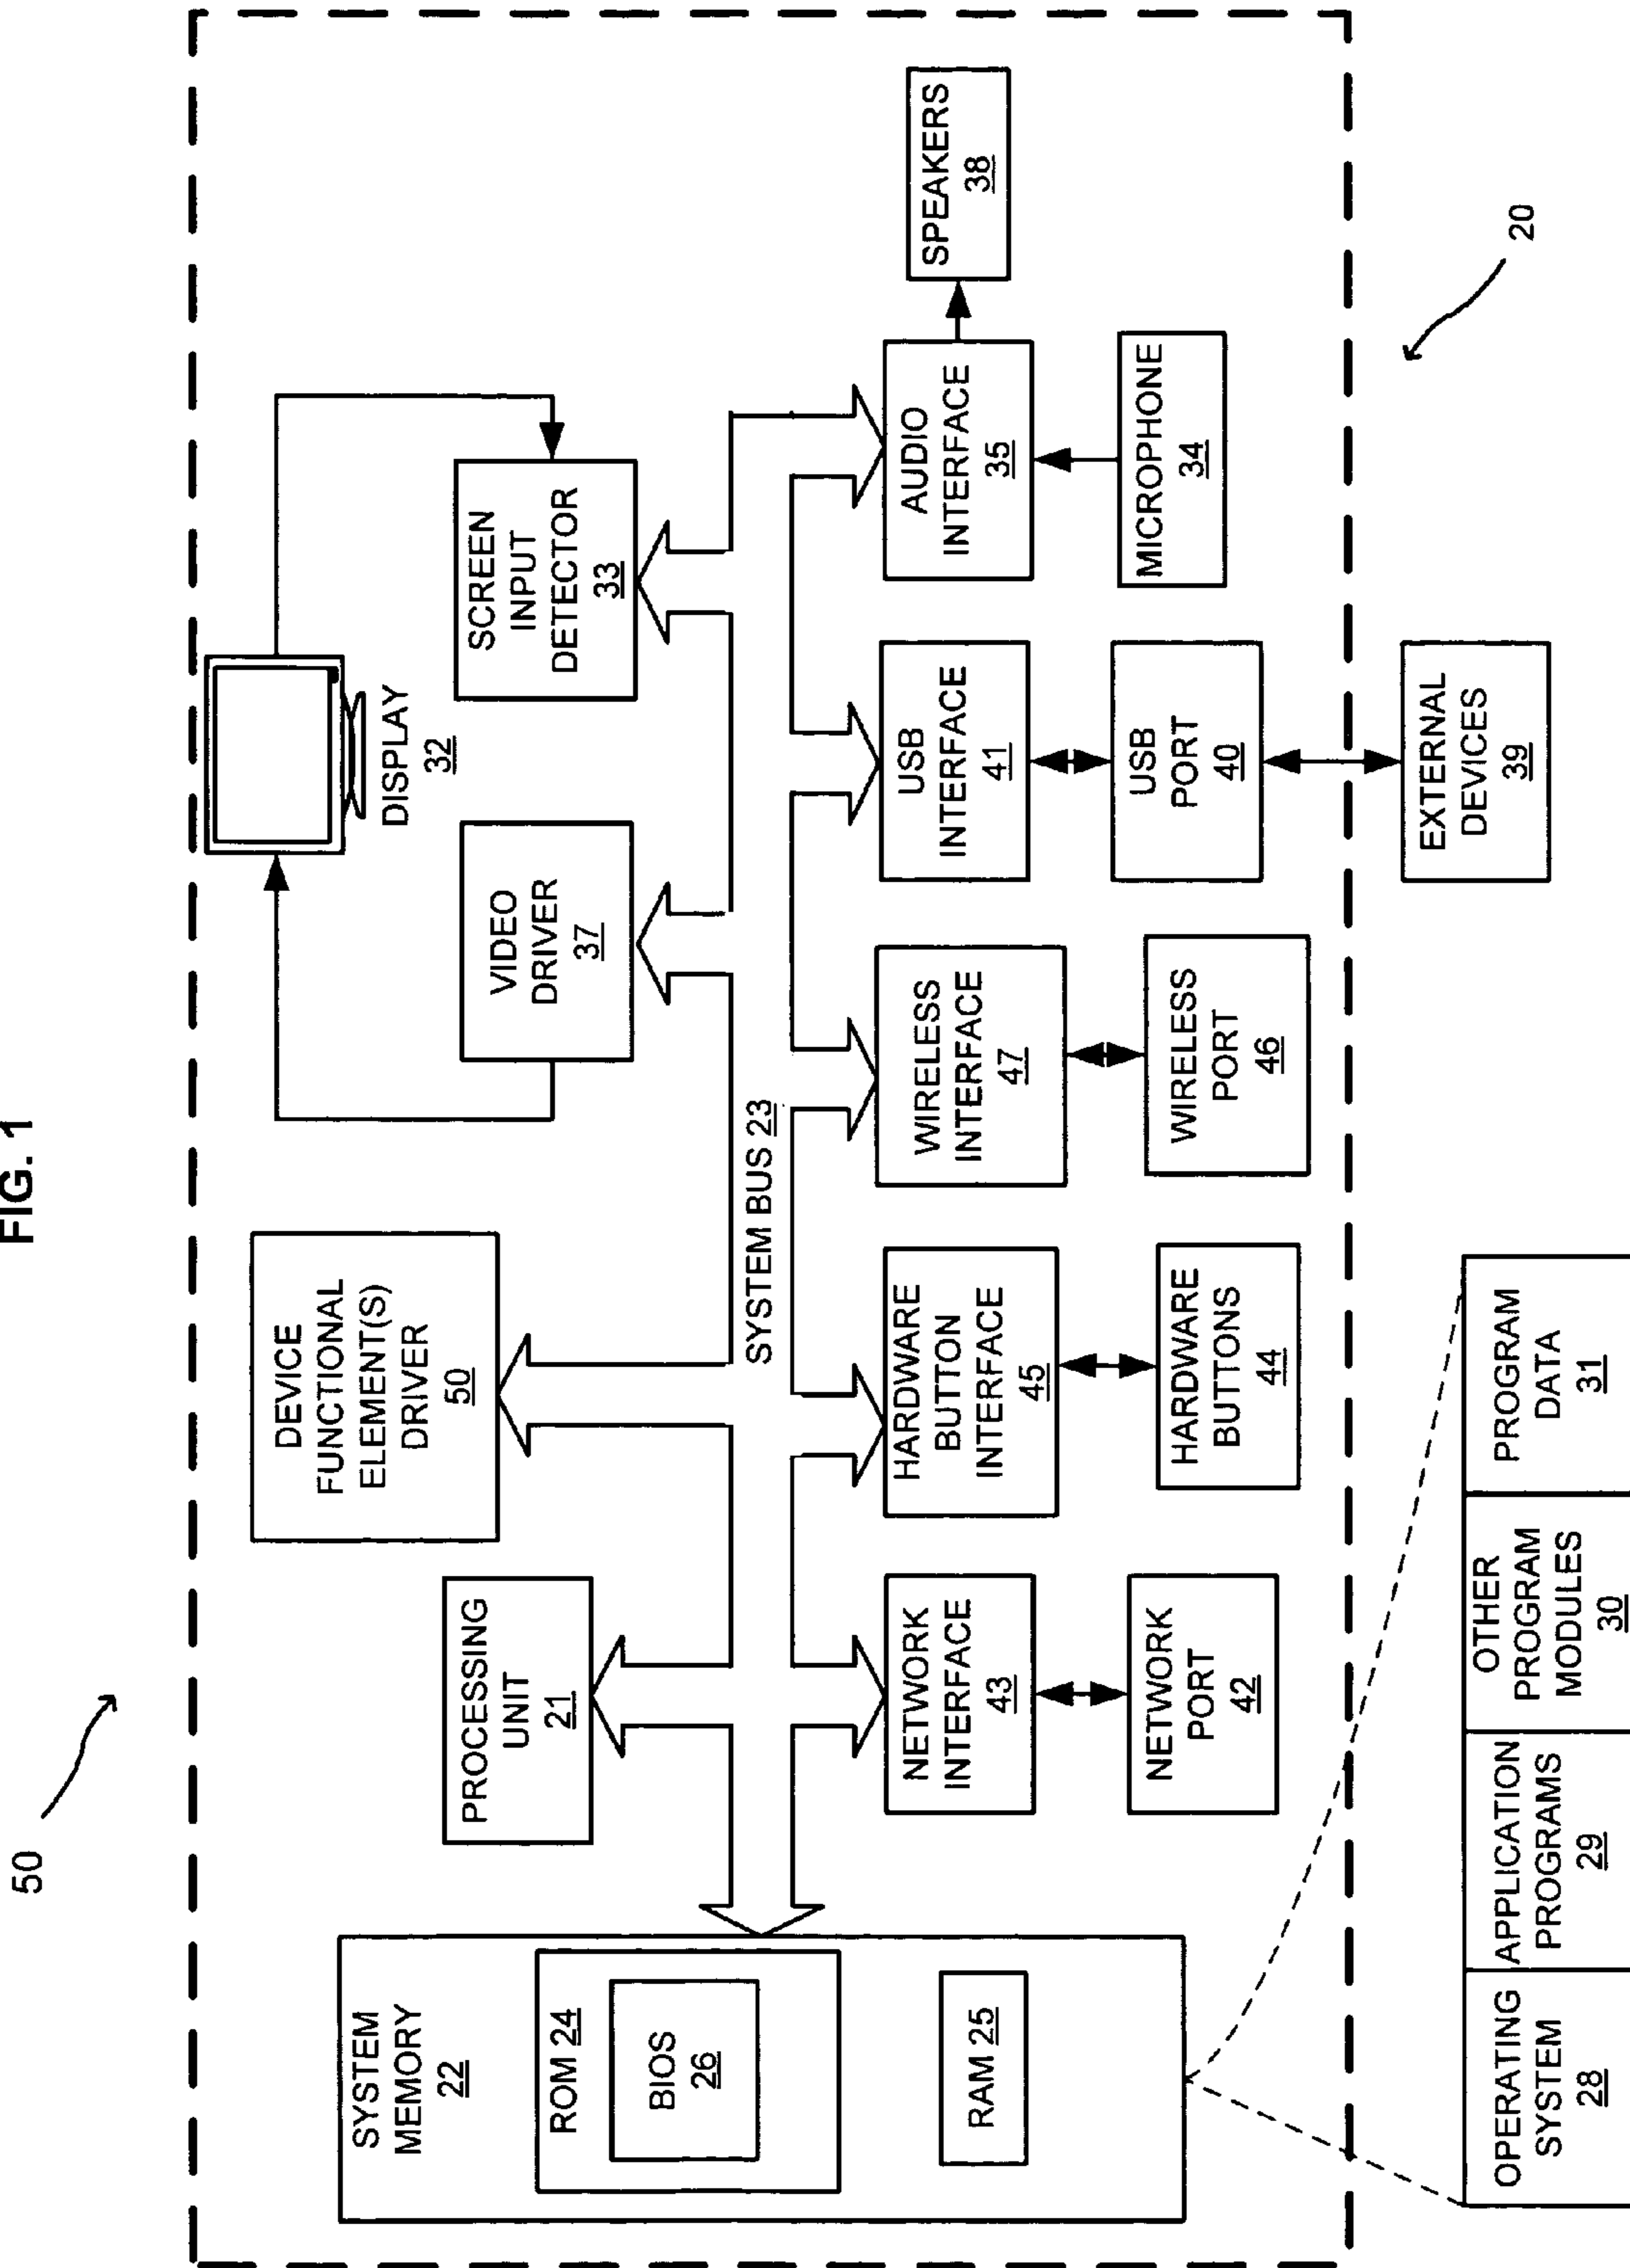 FIG. 1
50
SYSTEM
MEMORY
22
ROM 24
BIOS
26
RAM 25
PROCESSING
UNIT
21
DEVICE
FUNCTIONAL
ELEMENT(S)
DRIVER
50
VIDEO
DRIVER
37
DISPLAY
32
SCREEN
INPUT
DETECTOR
33
SYSTEM BUS 23
NETWORK
INTERFACE
43
HARDWARE
BUTTON
INTERFACE
45
WIRELESS
INTERFACE
47
USB
INTERFACE
41
AUDIO
INTERFACE
35
SPEAKERS
38
NETWORK
PORT
42
HARDWARE
BUTTONS
44
WIRELESS
PORT
46
USB
PORT
40
MICROPHONE
34
EXTERNAL
DEVICES
39
20
OPERATING
SYSTEM
28
APPLICATION
PROGRAMS
29
OTHER
PROGRAM
MODULES
30
PROGRAM
DATA
31